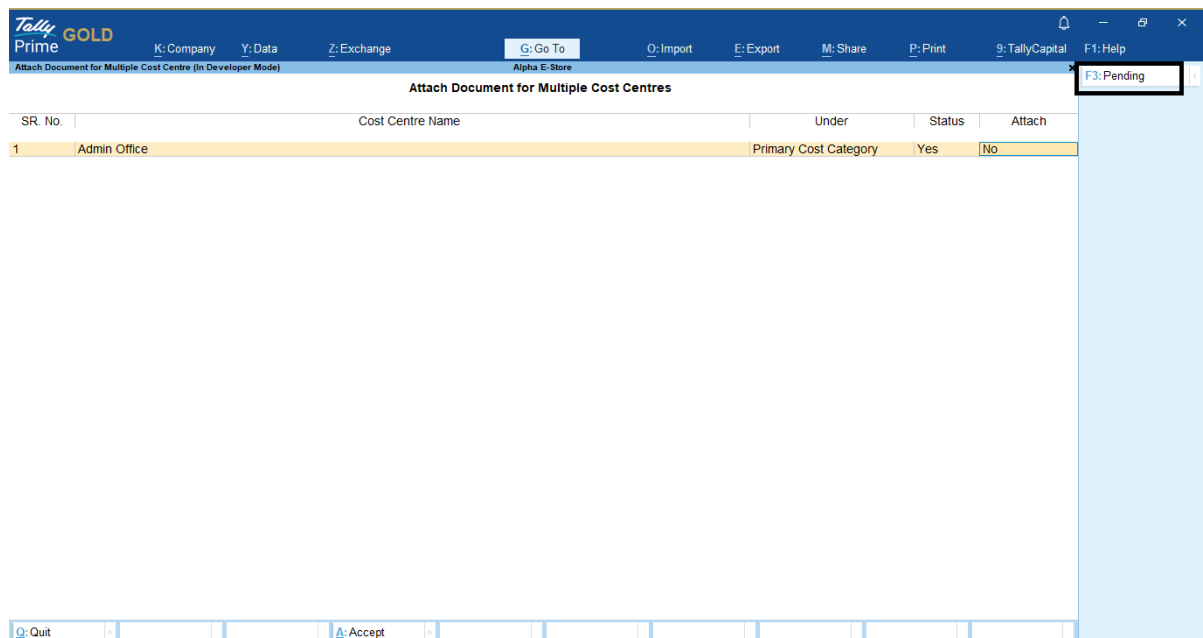 Tally
Prime GOLD
K: Company Y: Data Z: Exchange G: Go To O: Import E: Export M: Share P: Print 9: TallyCapital F1: Help
Attach Document for Multiple Cost Centre (In Developer Mode) Alpha E-Store
F3: Pending
Attach Document for Multiple Cost Centres
SR. No. Cost Centre Name Under Status Attach
1 Admin Office Primary Cost Category Yes No
Q: Quit A: Accept